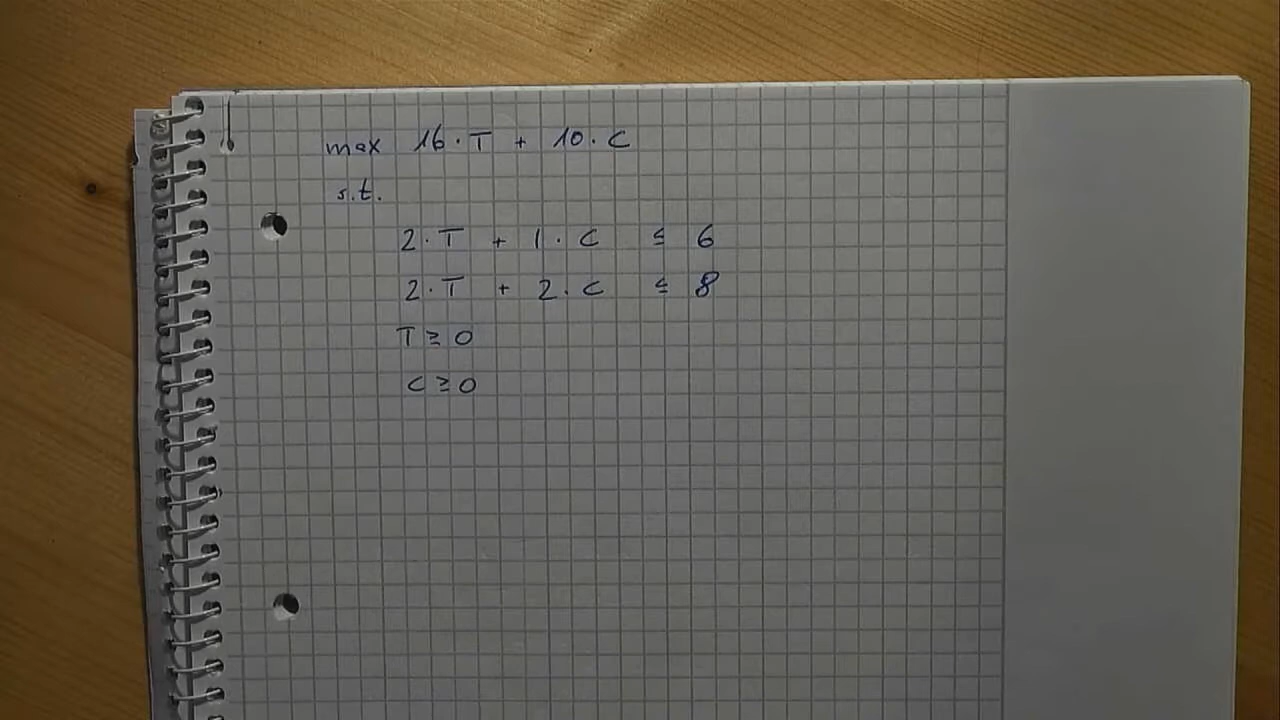 max 16 · T + 10 · C
s.t.
2 · T + 1 · C ≤ 6
2 · T + 2 · C ≤ 8
T ≥ 0
C ≥ 0